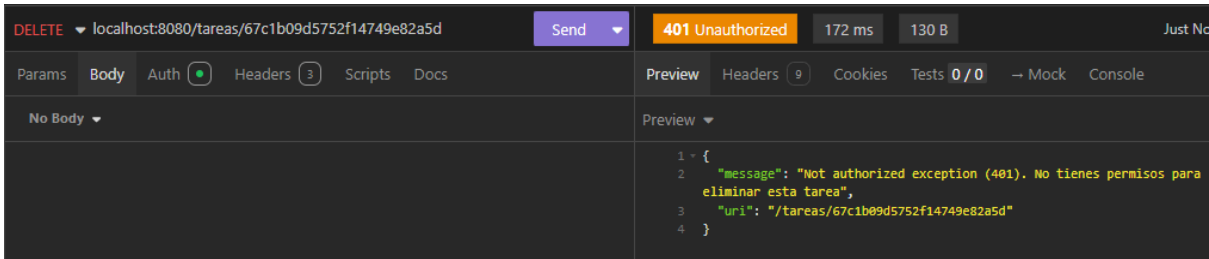 DELETE localhost:8080/tareas/67c1b09d5752f14749e82a5d Send
401 Unauthorized 172 ms 130 B Just No
Params Body Auth Headers 3 Scripts Docs
Preview Headers 9 Cookies Tests 0 / 0 → Mock Console
No Body
Preview
1 {
2 "message": "Not authorized exception (401). No tienes permisos para
eliminar esta tarea",
3 "uri": "/tareas/67c1b09d5752f14749e82a5d"
4 }